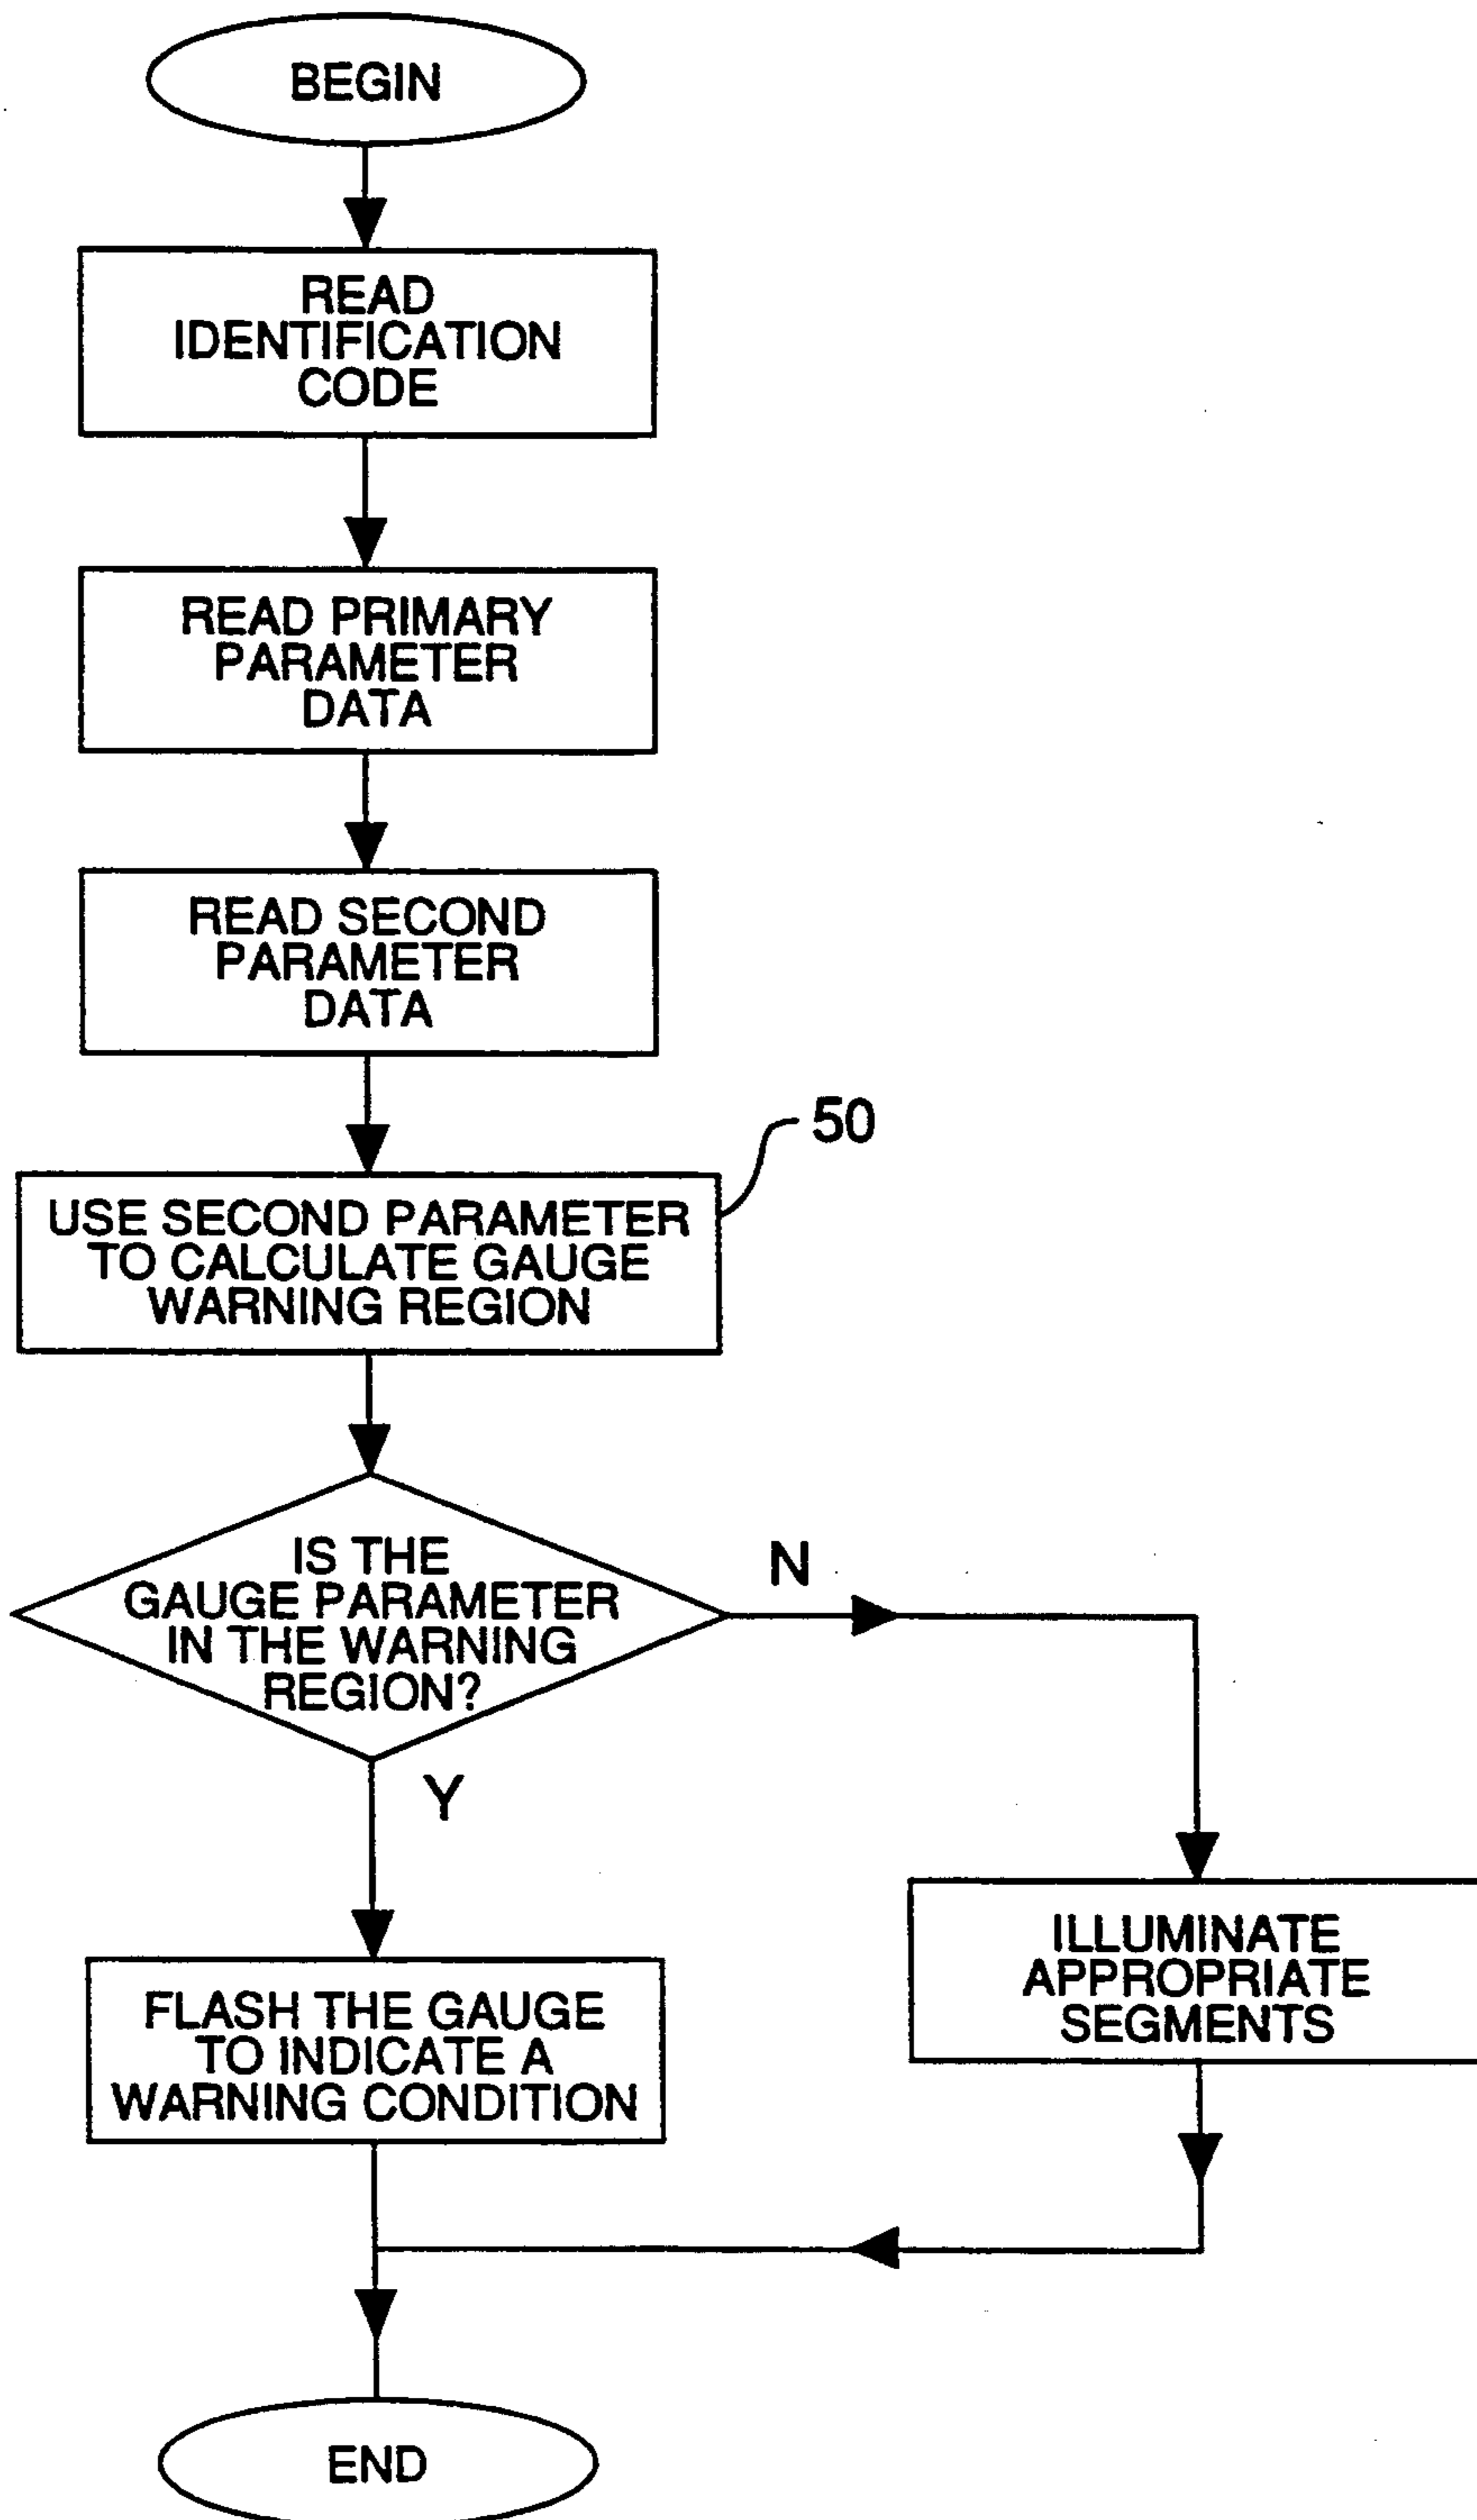 BEGIN
READ
IDENTIFICATION
CODE
READ PRIMARY
PARAMETER
DATA
READ SECOND
PARAMETER
DATA
50
USE SECOND PARAMETER
TO CALCULATE GAUGE
WARNING REGION
IS THE
GAUGE PARAMETER
IN THE WARNING
REGION?
N
Y
ILLUMINATE
APPROPRIATE
SEGMENTS
FLASH THE GAUGE
TO INDICATE A
WARNING CONDITION
END